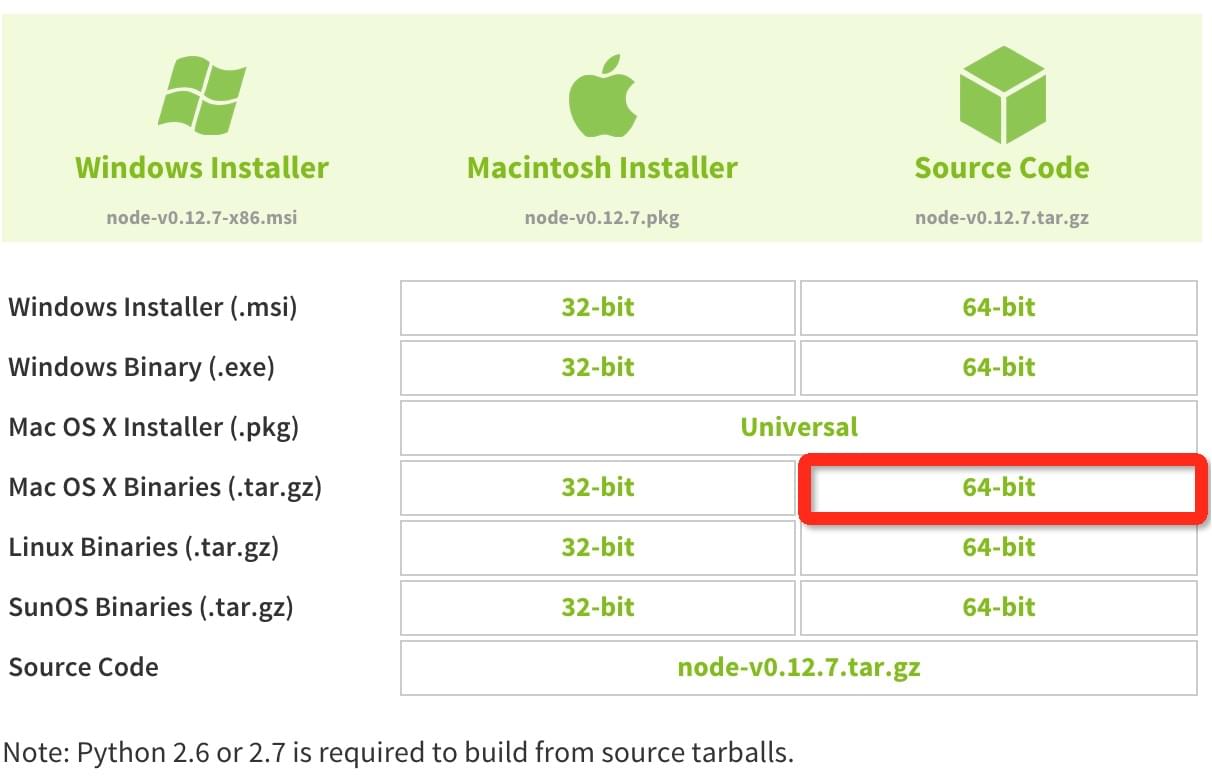 Windows Installer
Macintosh Installer
Source Code
node-v0.12.7-x86.msi
node-v0.12.7.pkg
node-v0.12.7.tar.gz
Windows Installer (.msi) 32-bit 64-bit
Windows Binary (.exe) 32-bit 64-bit
Mac OS X Installer (.pkg) Universal
Mac OS X Binaries (.tar.gz) 32-bit 64-bit
Linux Binaries (.tar.gz) 32-bit 64-bit
SunOS Binaries (.tar.gz) 32-bit 64-bit
Source Code node-v0.12.7.tar.gz
Note: Python 2.6 or 2.7 is required to build from source tarballs.